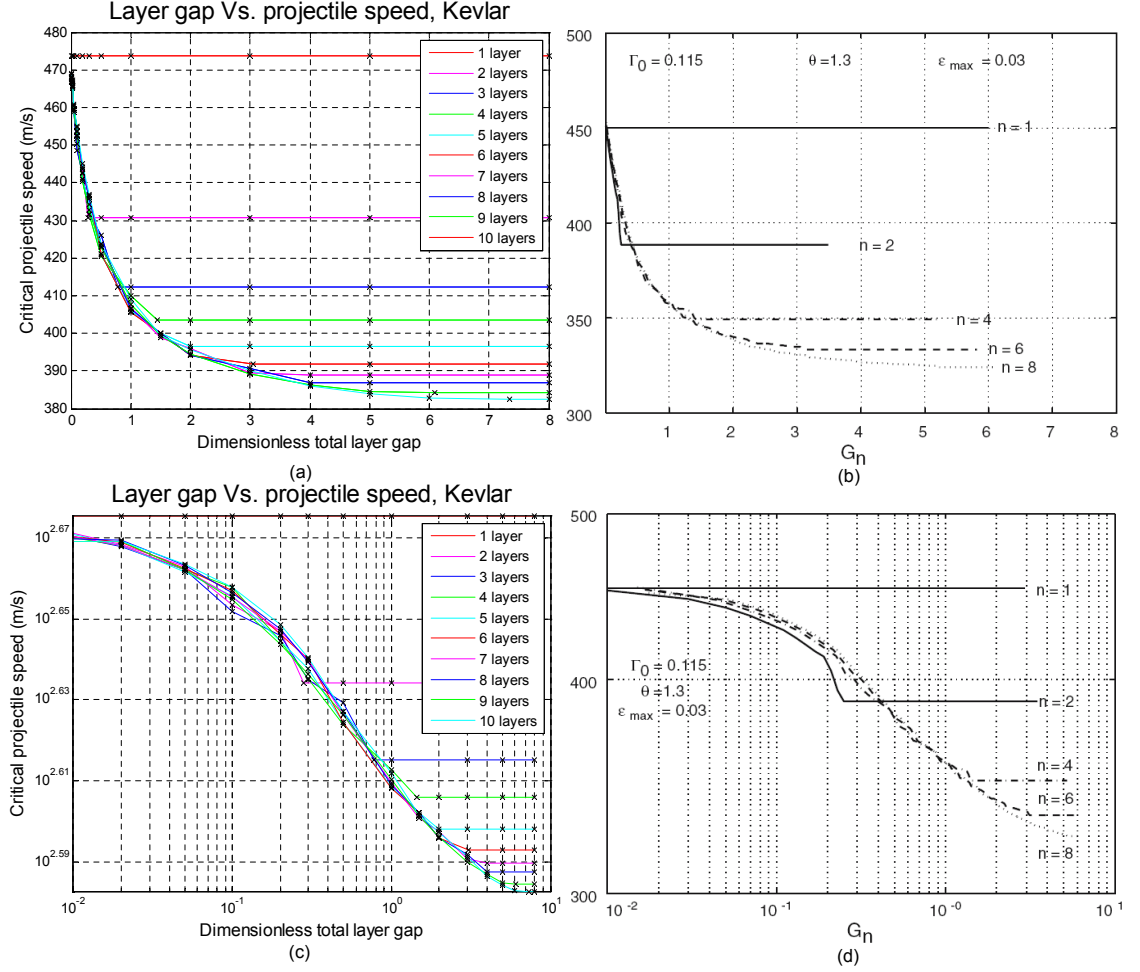 Layer gap Vs. projectile speed, Kevlar
480
470
460
450
440
430
420
410
400
390
380
Critical projectile speed (m/s)
0 1 2 3 4 5 6 7 8
Dimensionless total layer gap
1 layer
2 layers
3 layers
4 layers
5 layers
6 layers
7 layers
8 layers
9 layers
10 layers
(a)
500
450
400
350
300
Γ0 = 0.115 θ = 1.3 ε max = 0.03
n = 1
n = 2
n = 4
n = 6
n = 8
1 2 3 4 5 6 7 8
Gn
(b)
Layer gap Vs. projectile speed, Kevlar
10^2.67
10^2.65
10^2.63
10^2.61
10^2.59
Critical projectile speed (m/s)
10^-2 10^-1 10^0 10^1
Dimensionless total layer gap
1 layer
2 layers
3 layers
4 layers
5 layers
6 layers
7 layers
8 layers
9 layers
10 layers
(c)
500
400
300
n = 1
Γ0 = 0.115
θ = 1.3
ε max = 0.03
n = 2
n = 4
n = 6
n = 8
10^-2 10^-1 10^-0 10^1
Gn
(d)